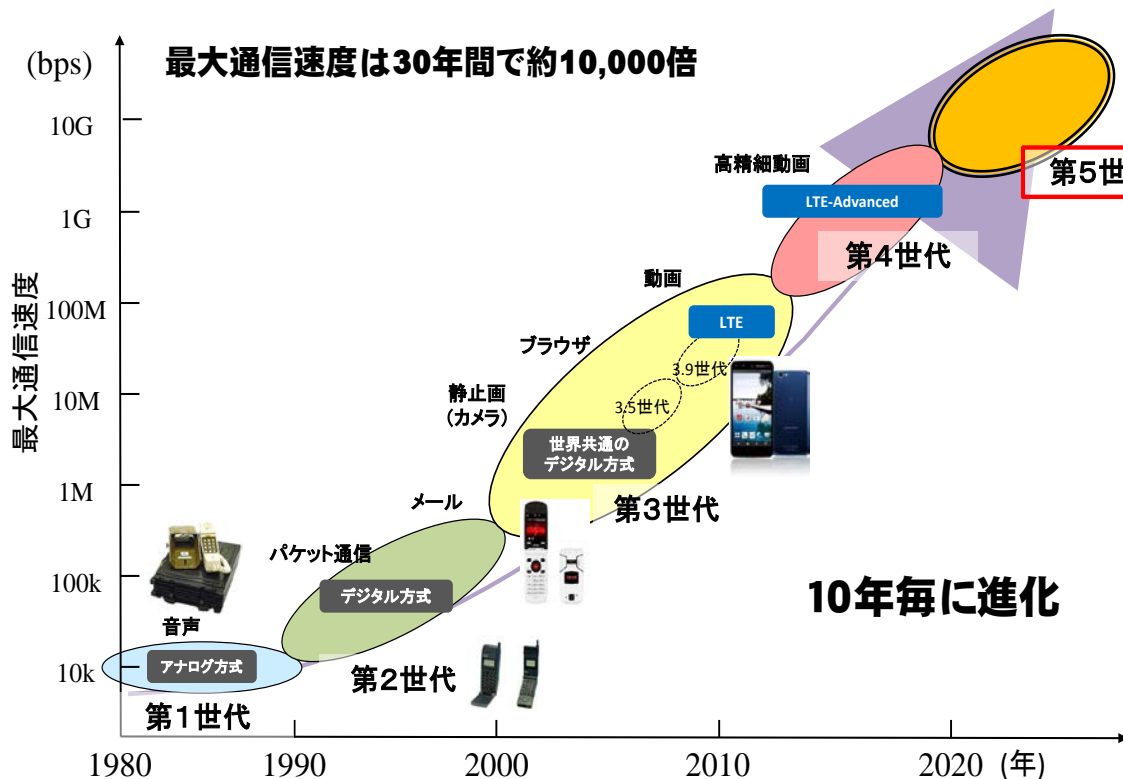 (bps)
最大通信速度は30年間で約10,000倍
10G
1G
100M
10M
1M
100k
10k
最大通信速度
高精細動画
LTE-Advanced
第5世
第4世代
動画
LTE
ブラウザ
3.9世代
静止画
(カメラ)
3.5世代
世界共通の
デジタル方式
第3世代
メール
パケット通信
デジタル方式
10年毎に進化
音声
アナログ方式
第2世代
第1世代
1980
1990
2000
2010
2020
(年)